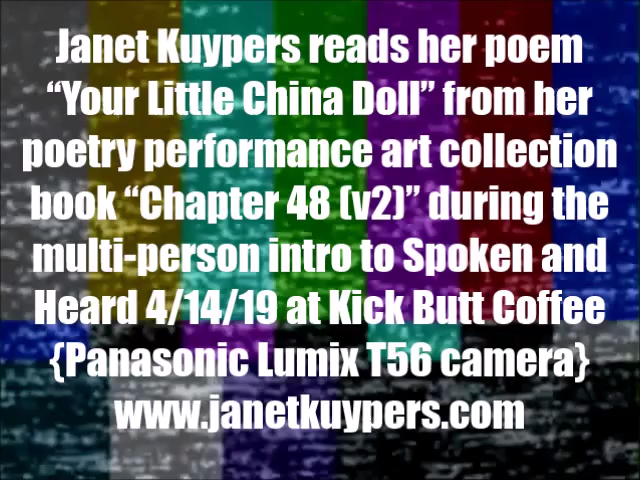 Janet Kuypers reads her poem
“Your Little China Doll” from her
poetry performance art collection
book “Chapter 48 (v2)” during the
multi-person intro to Spoken and
Heard 4/14/19 at Kick Butt Coffee
{Panasonic Lumix T56 camera}
www.janetkuypers.com